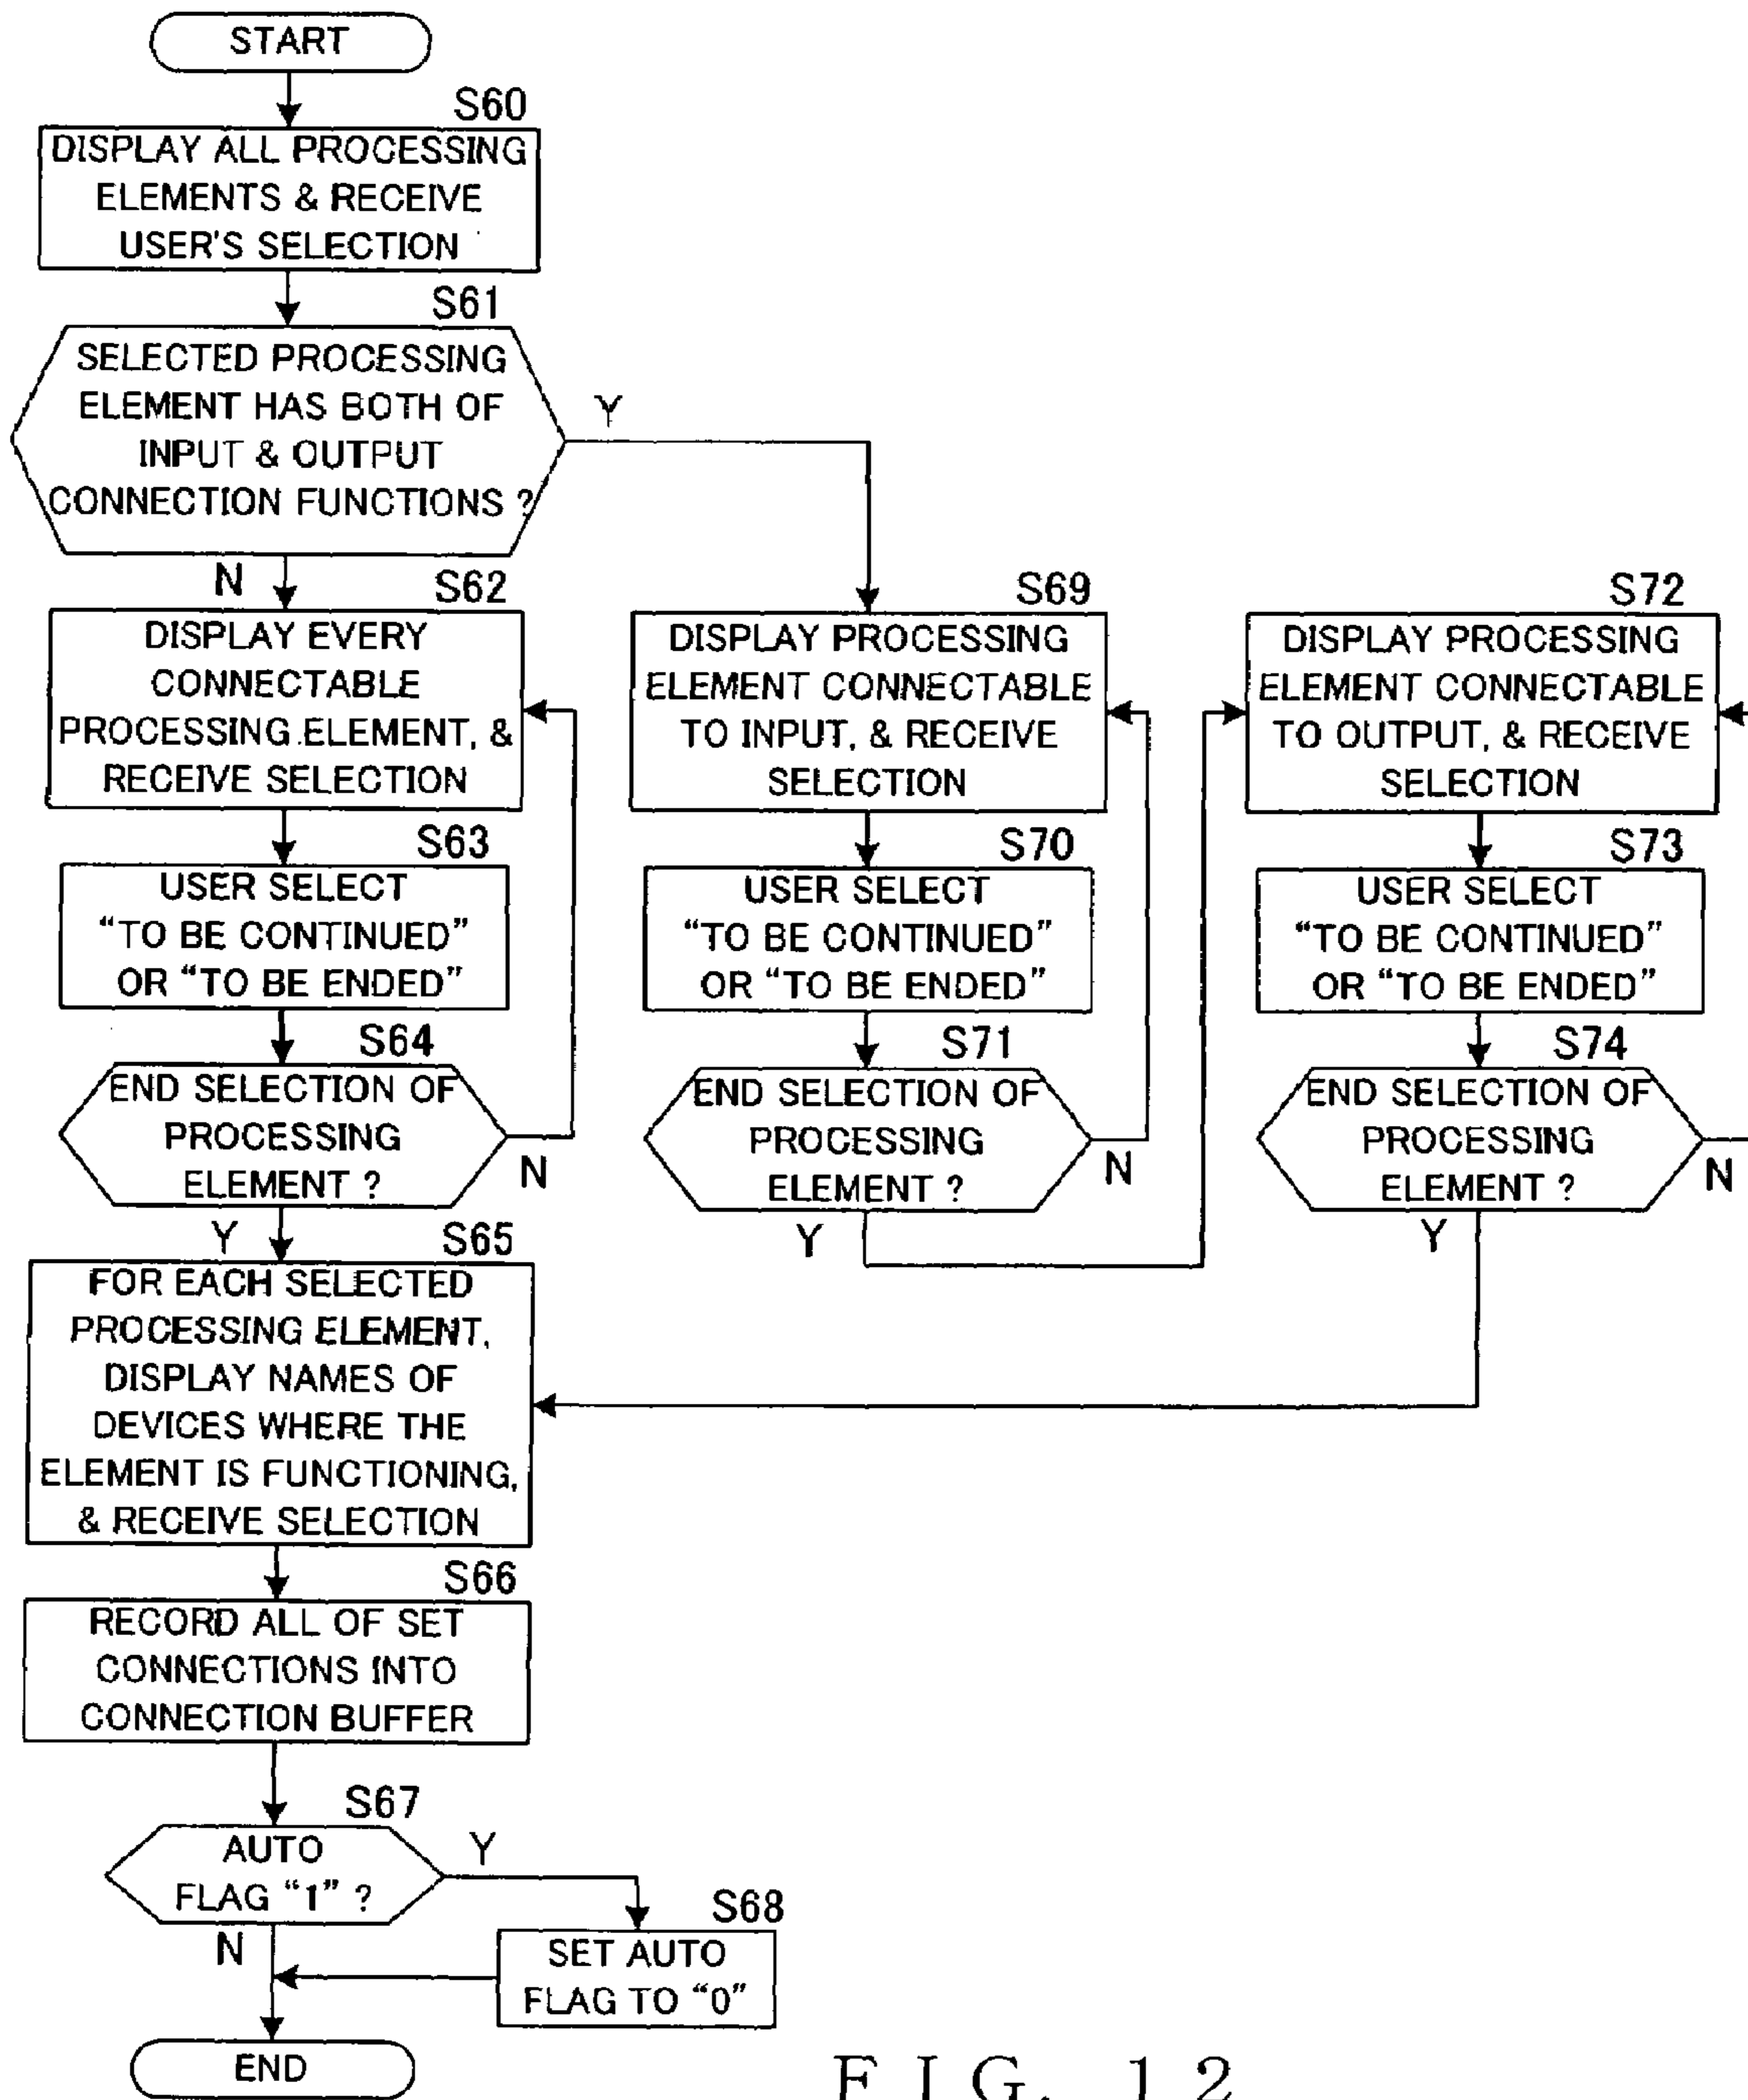 START
S60
DISPLAY ALL PROCESSING
ELEMENTS & RECEIVE
USER'S SELECTION
S61
SELECTED PROCESSING
ELEMENT HAS BOTH OF
INPUT & OUTPUT
CONNECTION FUNCTIONS ?
Y
N
S62
DISPLAY EVERY
CONNECTABLE
PROCESSING ELEMENT, &
RECEIVE SELECTION
S63
USER SELECT
“TO BE CONTINUED”
OR “TO BE ENDED”
S64
END SELECTION OF
PROCESSING
ELEMENT ?
N
Y
S69
DISPLAY PROCESSING
ELEMENT CONNECTABLE
TO INPUT, & RECEIVE
SELECTION
S70
USER SELECT
“TO BE CONTINUED”
OR “TO BE ENDED”
S71
END SELECTION OF
PROCESSING
ELEMENT ?
N
Y
S72
DISPLAY PROCESSING
ELEMENT CONNECTABLE
TO OUTPUT, & RECEIVE
SELECTION
S73
USER SELECT
“TO BE CONTINUED”
OR “TO BE ENDED”
S74
END SELECTION OF
PROCESSING
ELEMENT ?
N
Y
S65
FOR EACH SELECTED
PROCESSING ELEMENT,
DISPLAY NAMES OF
DEVICES WHERE THE
ELEMENT IS FUNCTIONING,
& RECEIVE SELECTION
S66
RECORD ALL OF SET
CONNECTIONS INTO
CONNECTION BUFFER
S67
AUTO
FLAG “1” ?
Y
N
S68
SET AUTO
FLAG TO “0”
END
FIG. 12